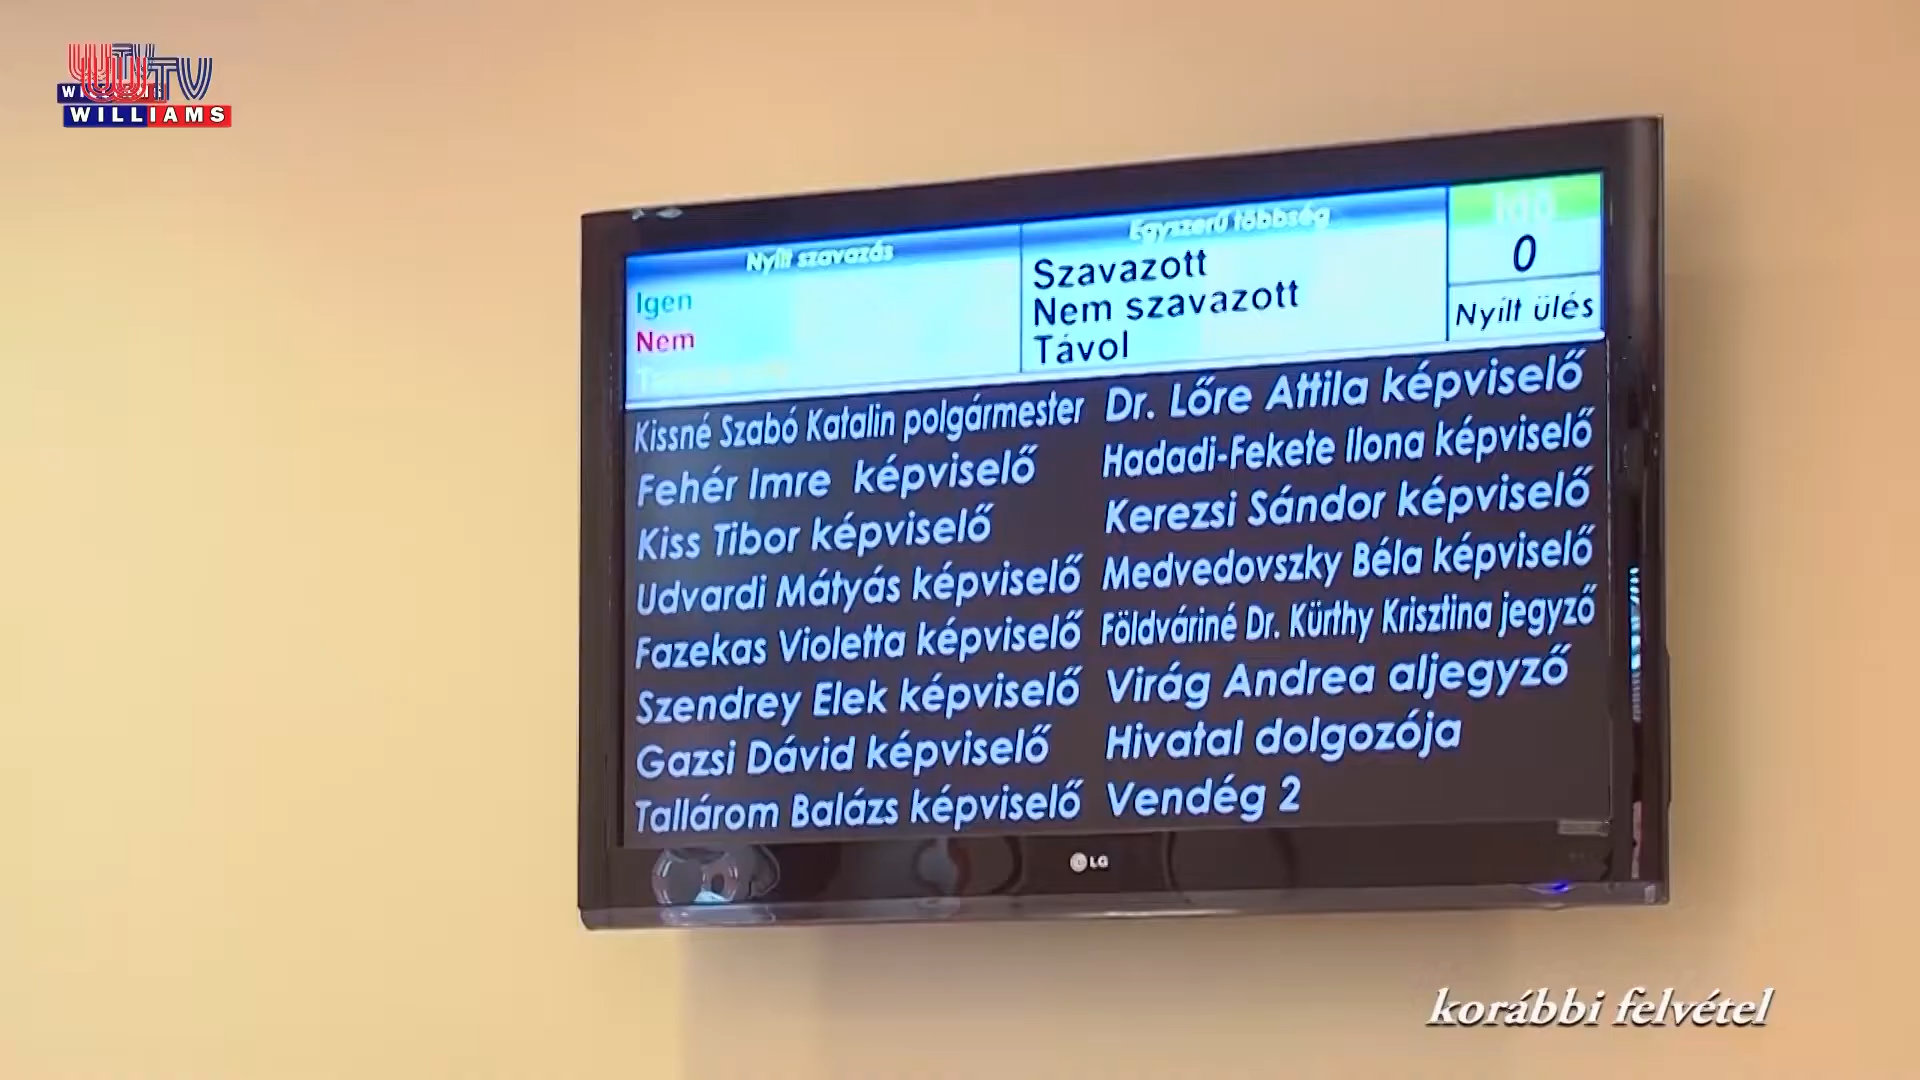 WTV
WILLIAMS
WILLIAMS
Nyílt szavazás
Igen
Nem
Egyszerű többség
Szavazott
Nem szavazott
Távol
Idő
0
Nyílt ülés
Kissné Szabó Katalin polgármester
Fehér Imre képviselő
Kiss Tibor képviselő
Udvardi Mátyás képviselő
Fazekas Violetta képviselő
Szendrey Elek képviselő
Gazsi Dávid képviselő
Tallárom Balázs képviselő
Dr. Lőre Attila képviselő
Hadadi-Fekete Ilona képviselő
Kerezsi Sándor képviselő
Medvedovszky Béla képviselő
Földváriné Dr. Kürthy Krisztina jegyző
Virág Andrea aljegyző
Hivatal dolgozója
Vendég 2
LG
korábbi felvétel